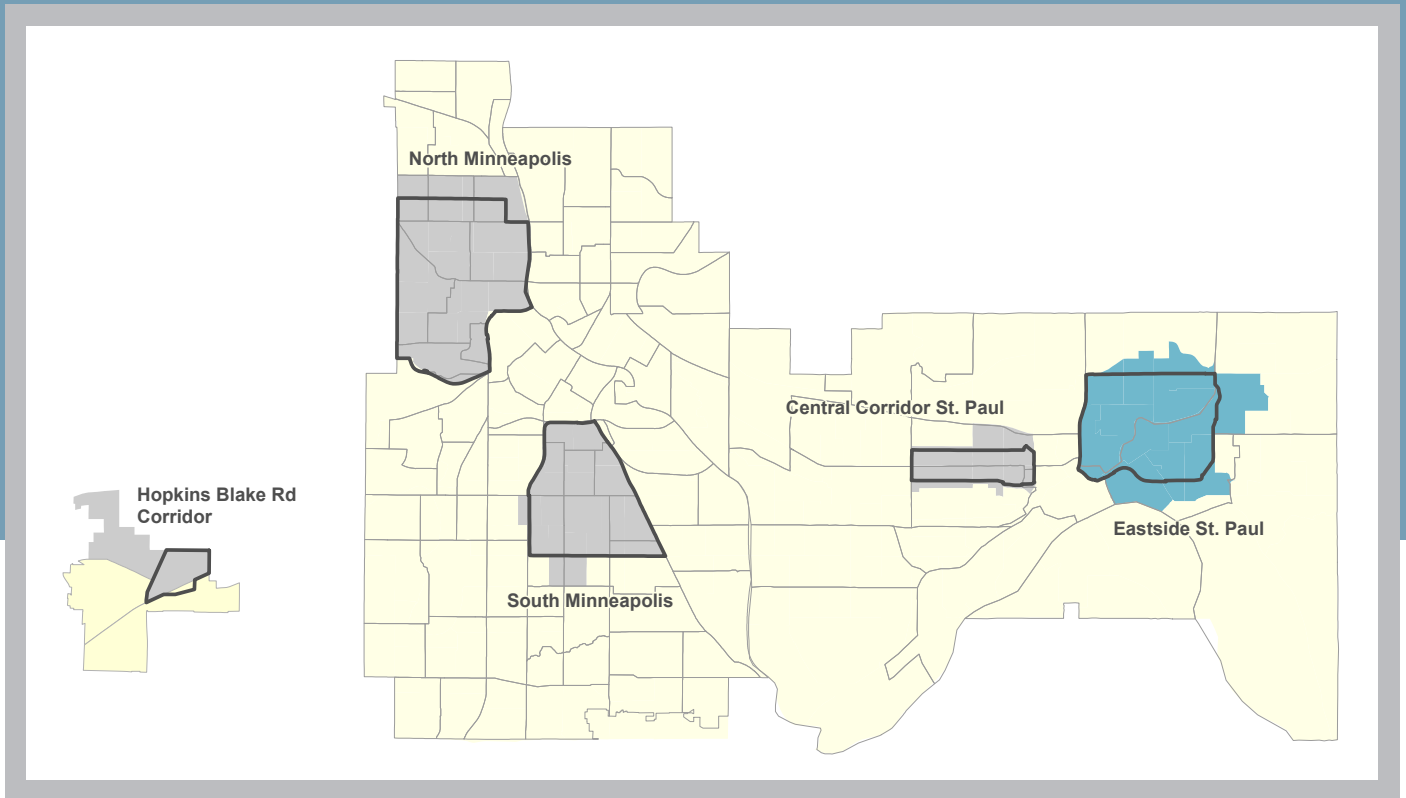 North Minneapolis
Central Corridor St. Paul
Hopkins Blake Rd
Corridor
Eastside St. Paul
South Minneapolis